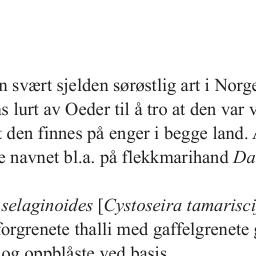 n svært sjelden sørøstlig art i Norge
s lurt av Oeder til å tro at den var v
t den finnes på enger i begge land. A
e navnet bl.a. på flekkmarihand Da
selaginoides [Cystoseira tamarisci
forgrenete thalli med gaffelgrenete g
og oppblåste ved basis